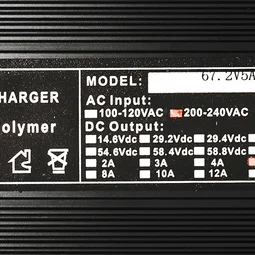 MODEL: 67.2V5A
HARGER
AC Input:
100-120VAC 200-240VAC
olymer
DC Output:
14.6Vdc 29.2Vdc 29.4Vdc
54.6Vdc 58.4Vdc 58.8Vdc
2A 3A 4A
8A 10A 12A